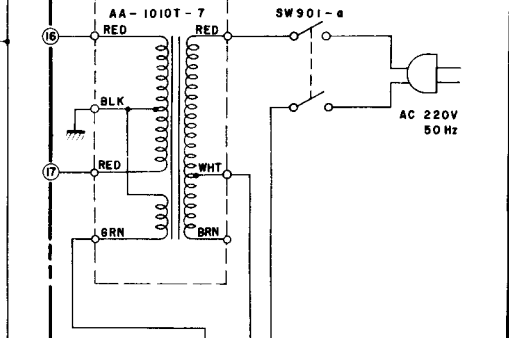 AA-1010T-7
SW901-a
16
RED
RED
BLK
AC 220V
50Hz
17
RED
WHT
GRN
BRN